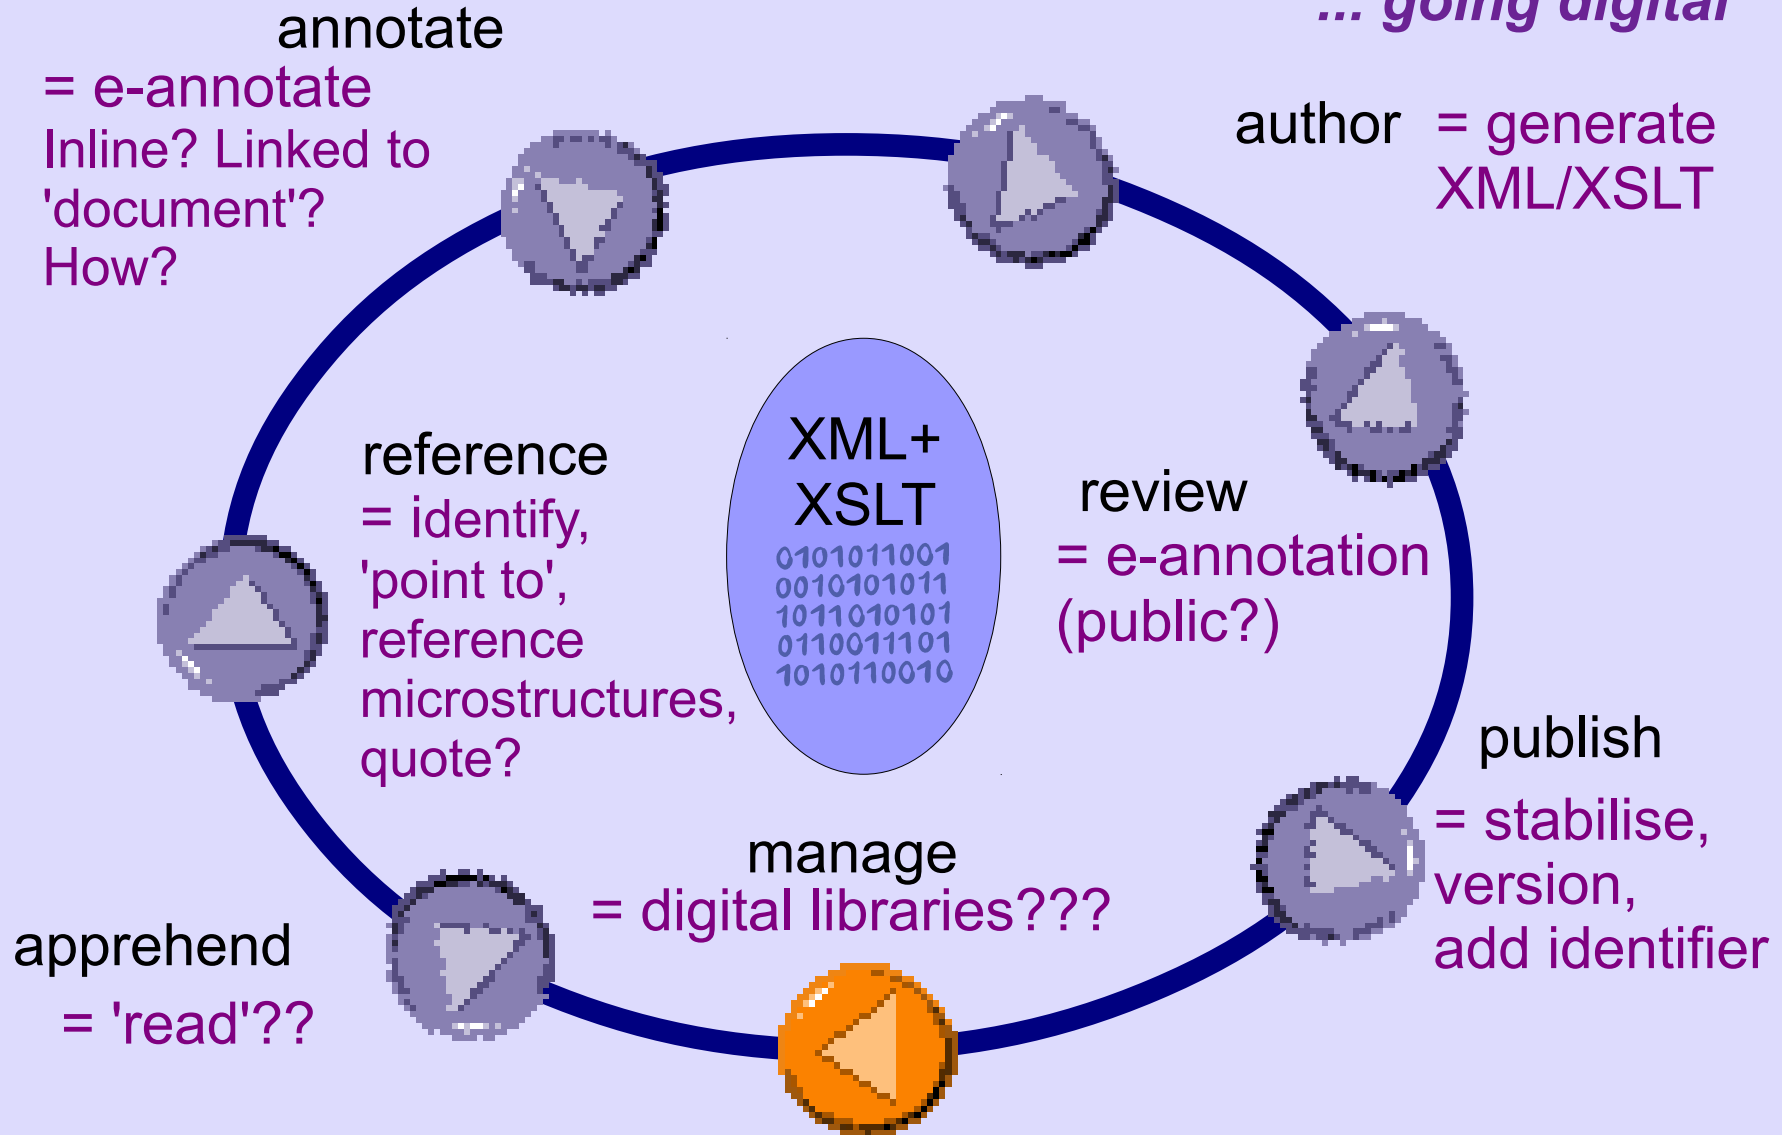 ... going digital
annotate
= e-annotate
Inline? Linked to
'document'?
How?
author = generate
XML/XSLT
reference
= identify,
'point to',
reference
microstructures,
quote?
XML+
XSLT
0101011001
0010101011
1011010101
0110011101
1010110010
review
= e-annotation
(public?)
publish
= stabilise,
version,
add identifier
manage
= digital libraries???
apprehend
= 'read'??